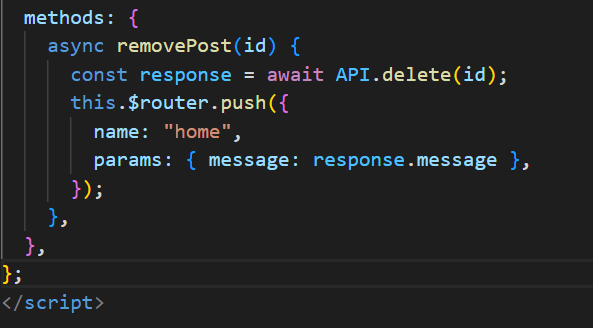 methods: {
async removePost(id) {
const response = await API.delete(id);
this.$router.push({
name: "home",
params: { message: response.message },
});
},
},
};
</script>